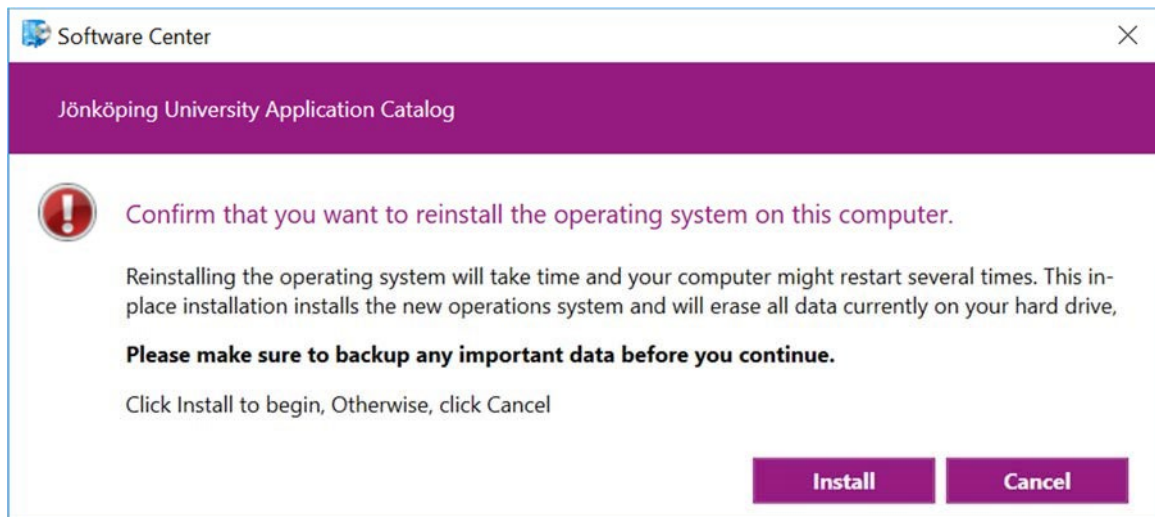 Software Center
Jönköping University Application Catalog
Confirm that you want to reinstall the operating system on this computer.
Reinstalling the operating system will take time and your computer might restart several times. This in-
place installation installs the new operations system and will erase all data currently on your hard drive,
Please make sure to backup any important data before you continue.
Click Install to begin, Otherwise, click Cancel
Install Cancel